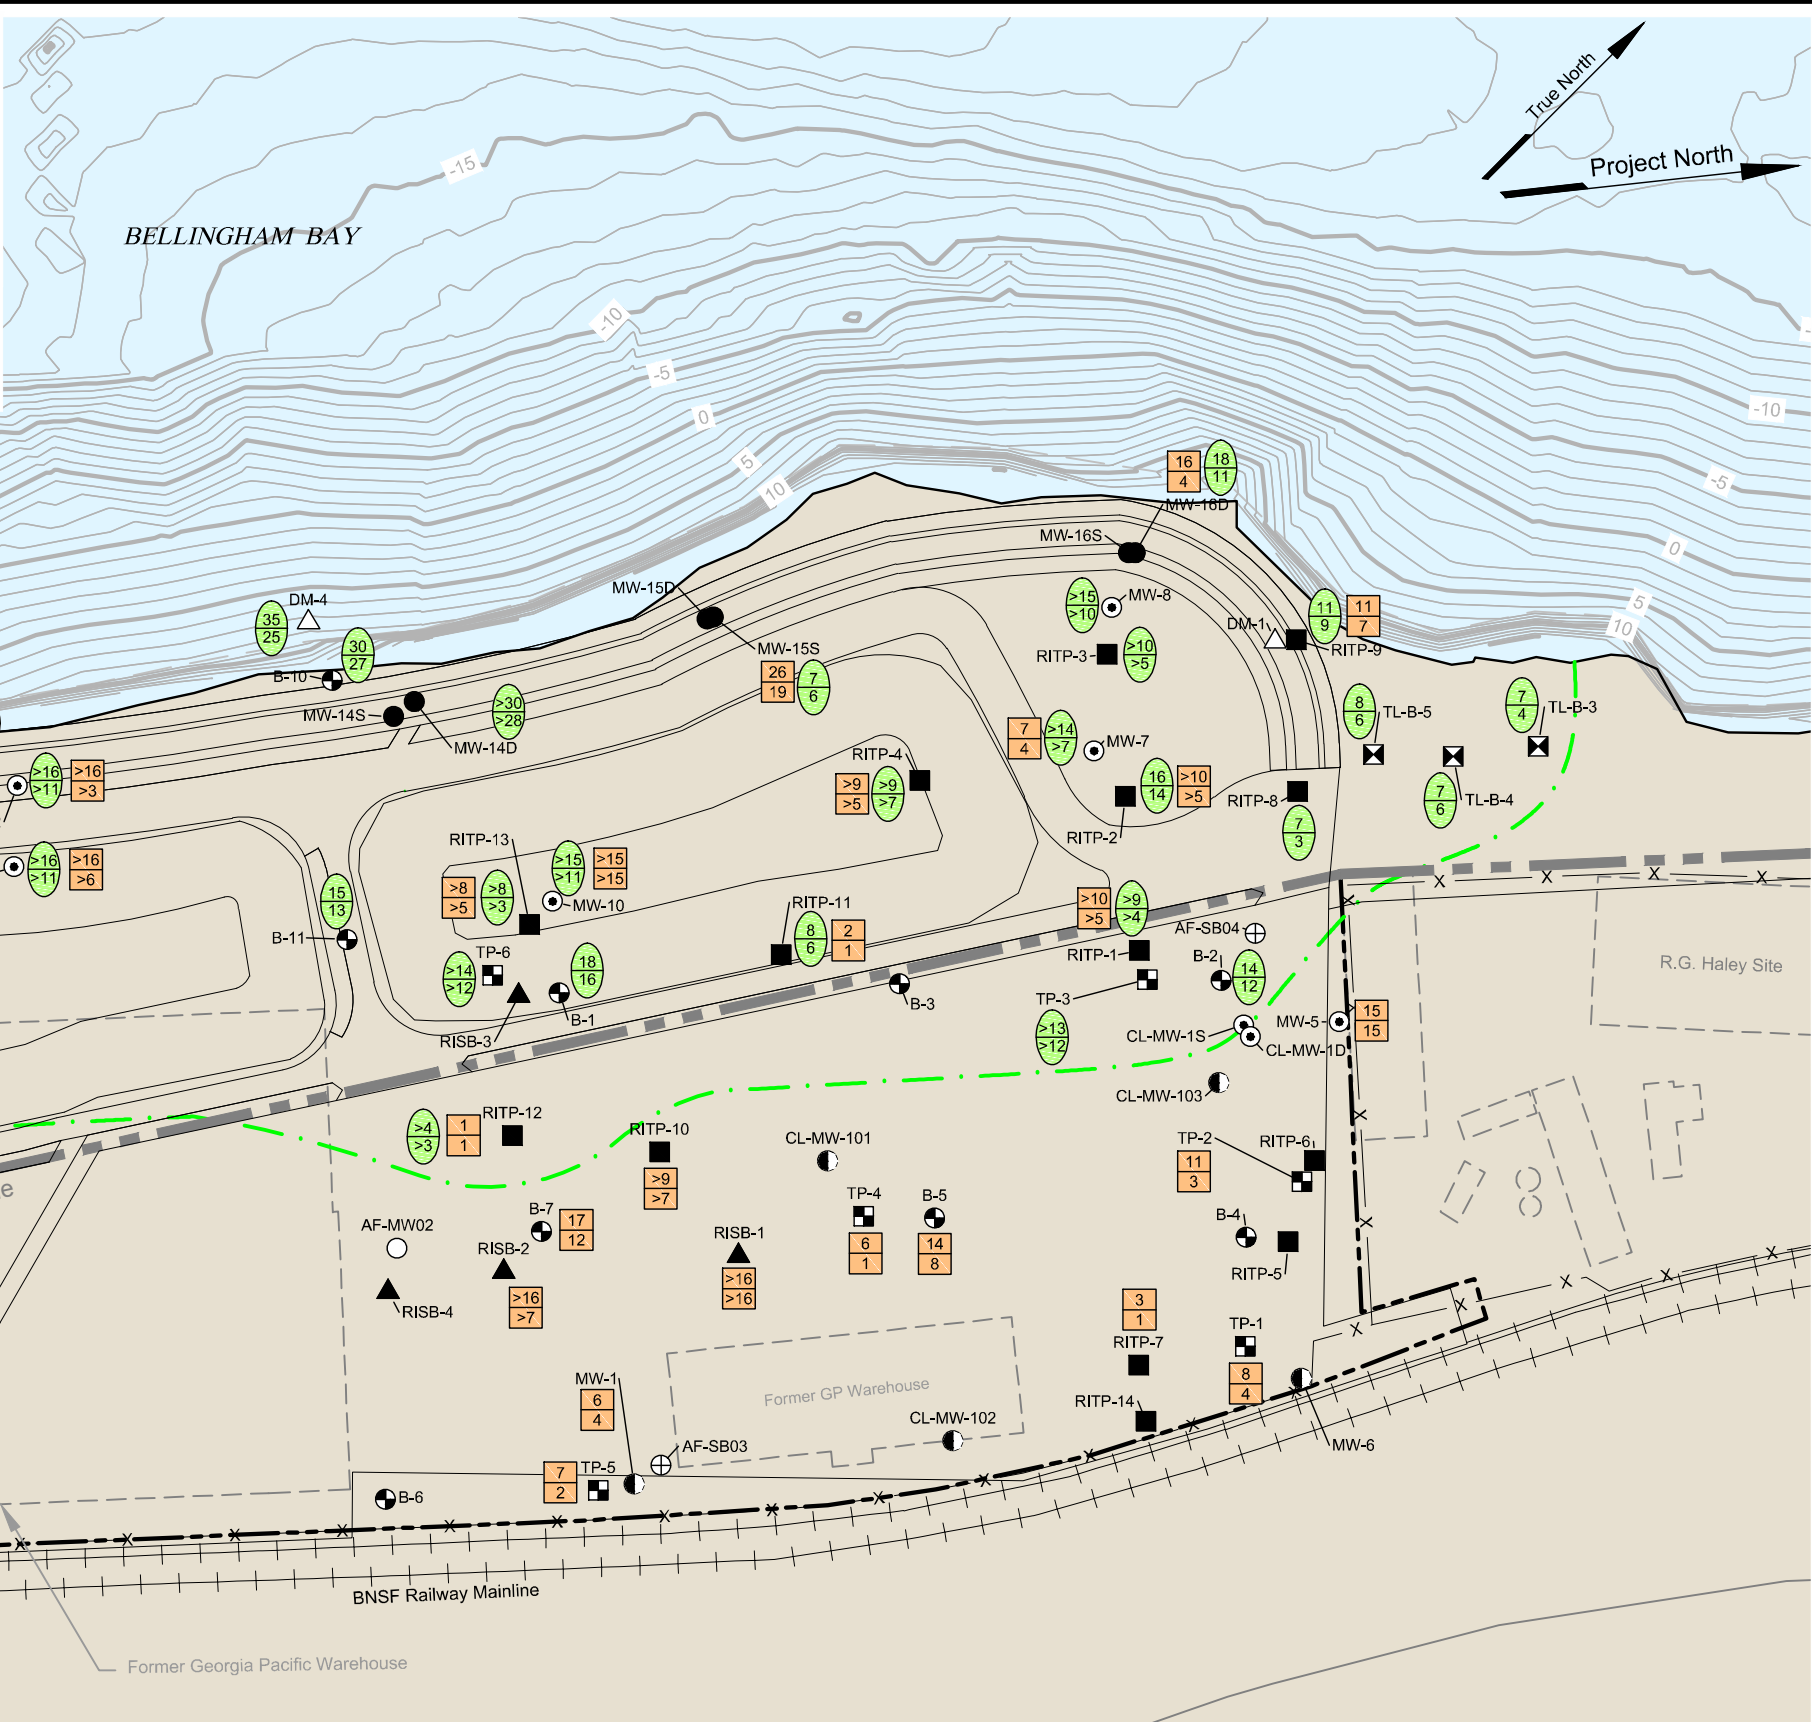 True North
Project North
-15
BELLINGHAM BAY
-10
-5
-10
0
5
10
16
4
18
11
-5
MW-16D
MW-16S
0
MW-15D
DM-4
35
25
>15
>10
MW-8
11
9
11
7
5
10
DM-1
RITP-9
30
27
B-10
MW-15S
26
19
7
6
RITP-3
>10
>5
MW-14S
>30
>28
MW-14D
8
6
TL-B-5
7
4
TL-B-3
7
4
>14
>7
MW-7
RITP-4
>16
>11
>16
>3
>9
>5
>9
>7
16
14
>10
>5
RITP-8
7
6
TL-B-4
RITP-2
7
3
RITP-13
>16
>11
>16
>6
>15
>11
>15
>15
>8
>5
>8
>3
MW-10
15
13
RITP-11
>10
>5
>9
>4
B-11
8
6
2
1
AF-SB04
TP-6
>14
>12
18
16
RITP-1
B-2
14
12
R.G. Haley Site
B-3
TP-3
B-1
RISB-3
>13
>12
CL-MW-1S
MW-5
15
15
CL-MW-1D
CL-MW-103
>4
>3
1
1
RITP-12
RITP-10
CL-MW-101
TP-2
RITP-6
11
3
>9
>7
e
AF-MW02
B-7
17
12
TP-4
B-5
B-4
RISB-2
RISB-1
6
1
14
8
RITP-5
>16
>16
RISB-4
>16
>7
3
1
TP-1
RITP-7
8
4
MW-1
6
4
Former GP Warehouse
RITP-14
CL-MW-102
MW-6
AF-SB03
7
2
TP-5
B-6
BNSF Railway Mainline
Former Georgia Pacific Warehouse